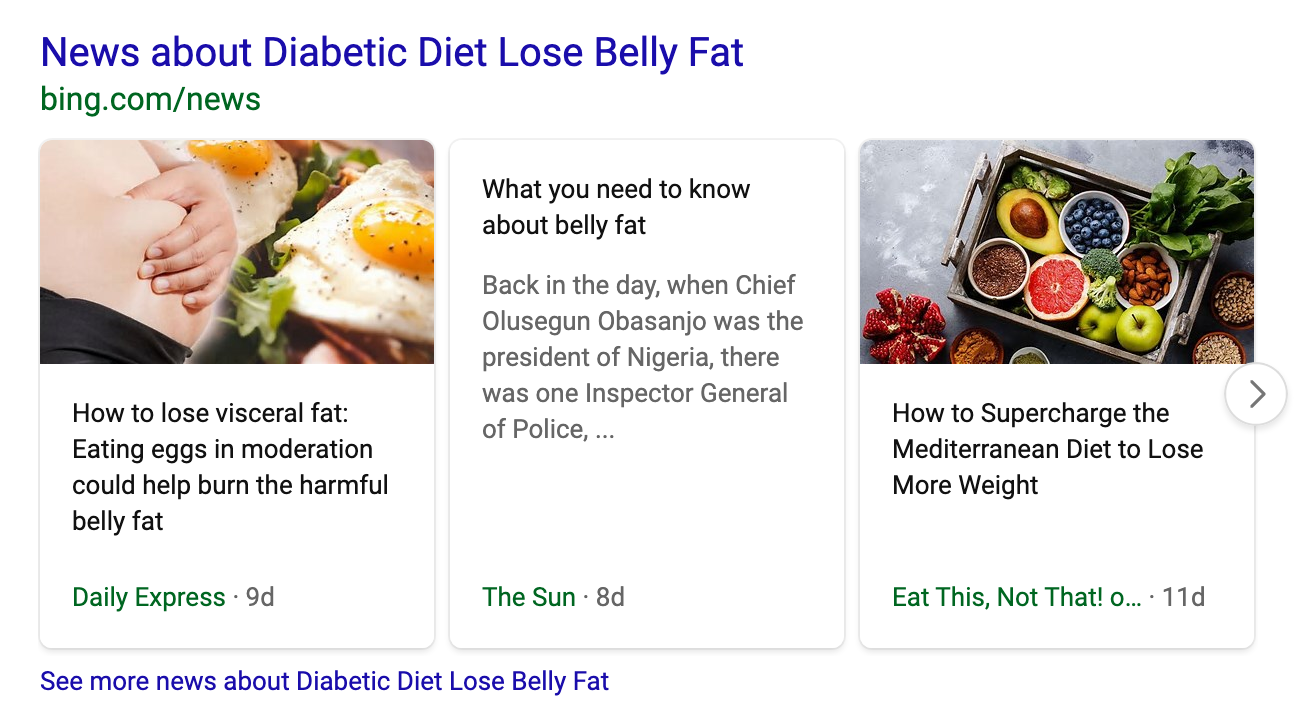 News about Diabetic Diet Lose Belly Fat
bing.com/news
How to lose visceral fat:
Eating eggs in moderation
could help burn the harmful
belly fat
Daily Express · 9d
What you need to know
about belly fat
Back in the day, when Chief
Olusegun Obasanjo was the
president of Nigeria, there
was one Inspector General
of Police, ...
The Sun · 8d
How to Supercharge the
Mediterranean Diet to Lose
More Weight
Eat This, Not That! o... · 11d
See more news about Diabetic Diet Lose Belly Fat